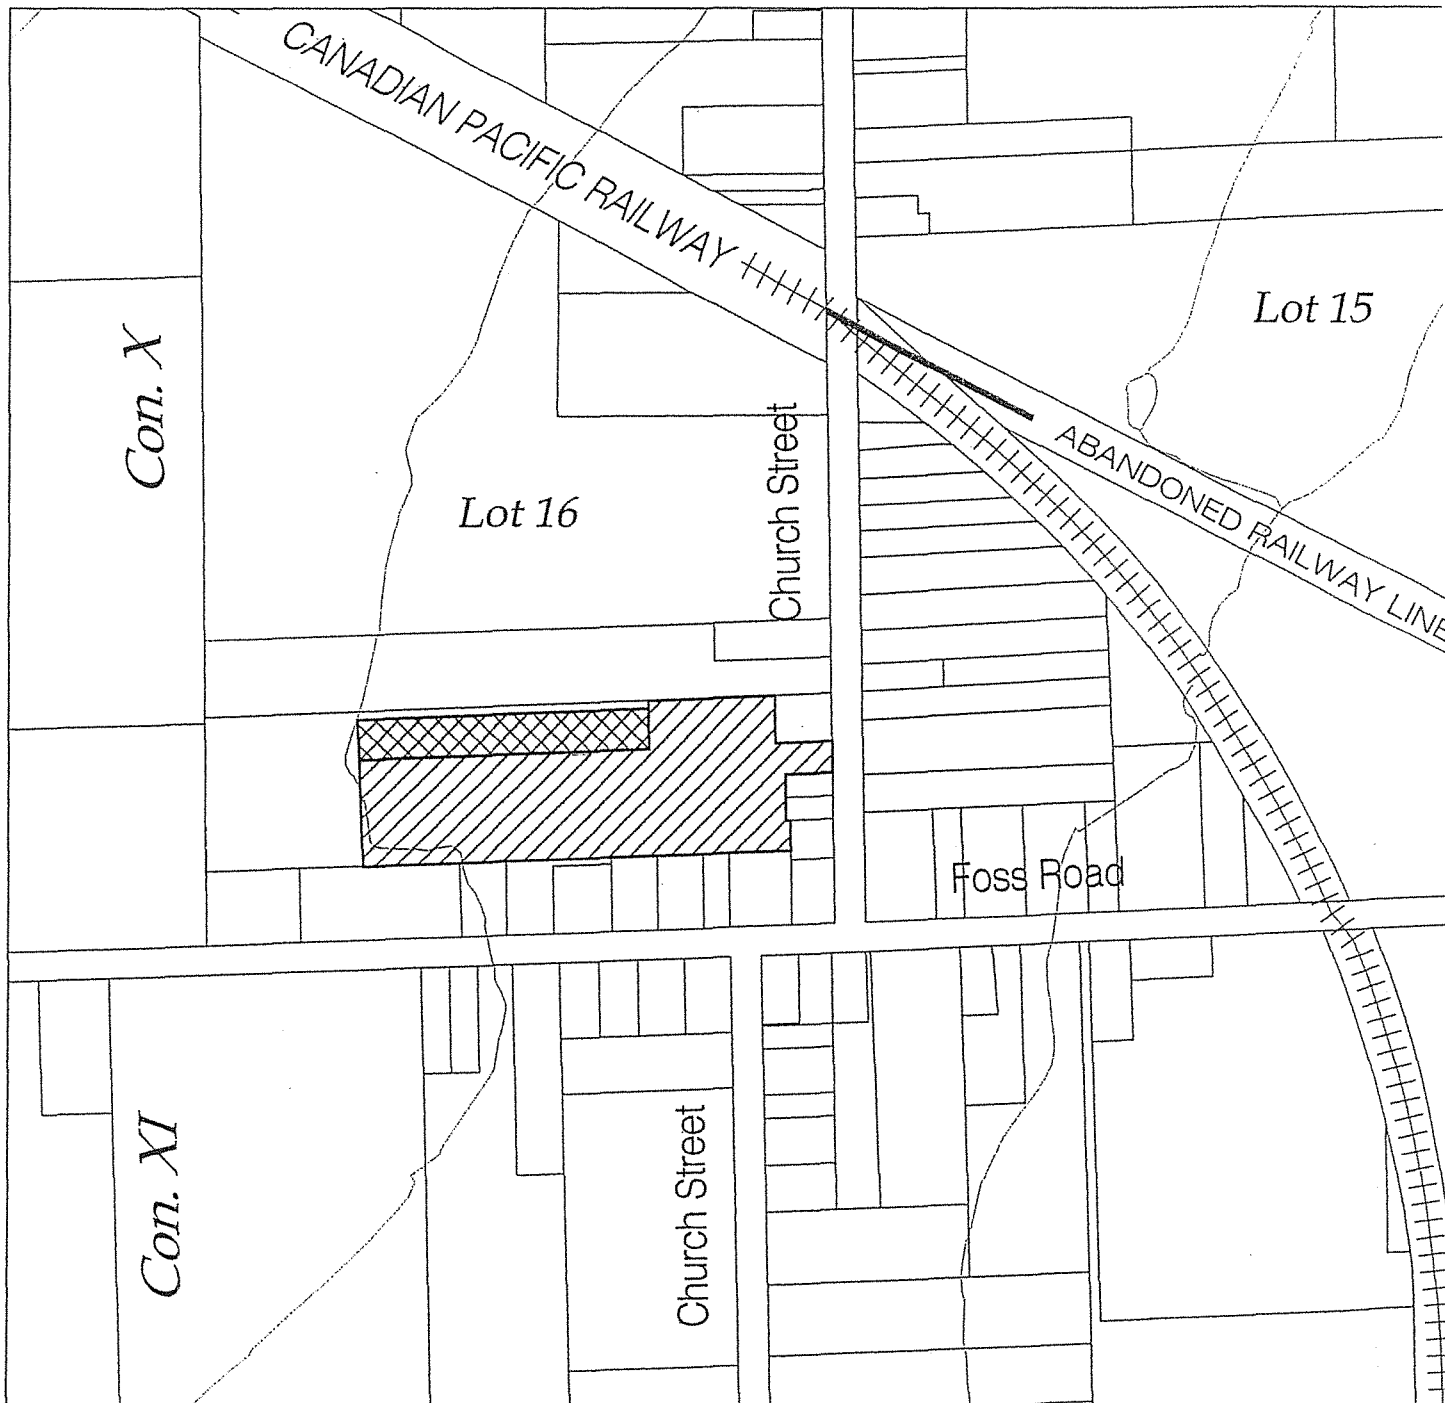 CANADIAN PACIFIC RAILWAY
Lot 15
Con. X
Church Street
ABANDONED RAILWAY LINE
Lot 16
Foss Road
Con. XI
Church Street